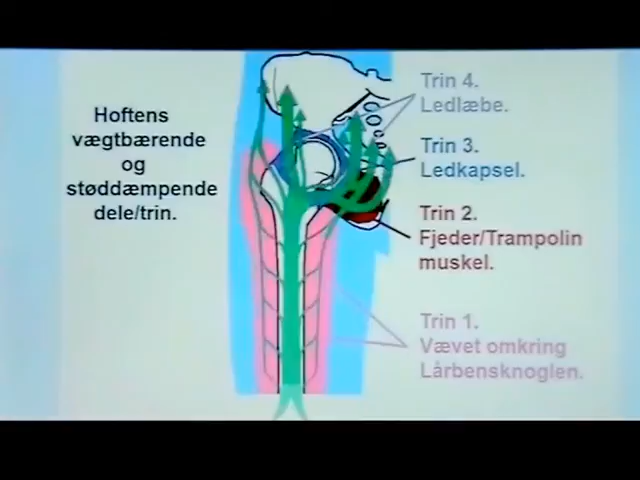 Hoftens
vægtbærende
og
støddæmpende
dele/trin.
Trin 4.
Ledlæbe.
Trin 3.
Ledkapsel.
Trin 2.
Fjeder/Trampolin
muskel.
Trin 1.
Vævet omkring
Lårbensknoglen.